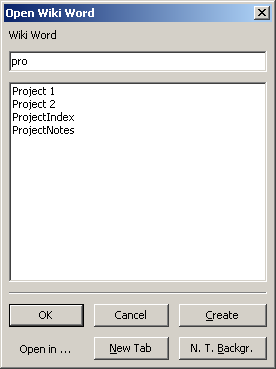 Open Wiki Word
Wiki Word
pro
Project 1
Project 2
ProjectIndex
ProjectNotes
OK
Cancel
Create
Open in ...
New Tab
N. T. Backgr.